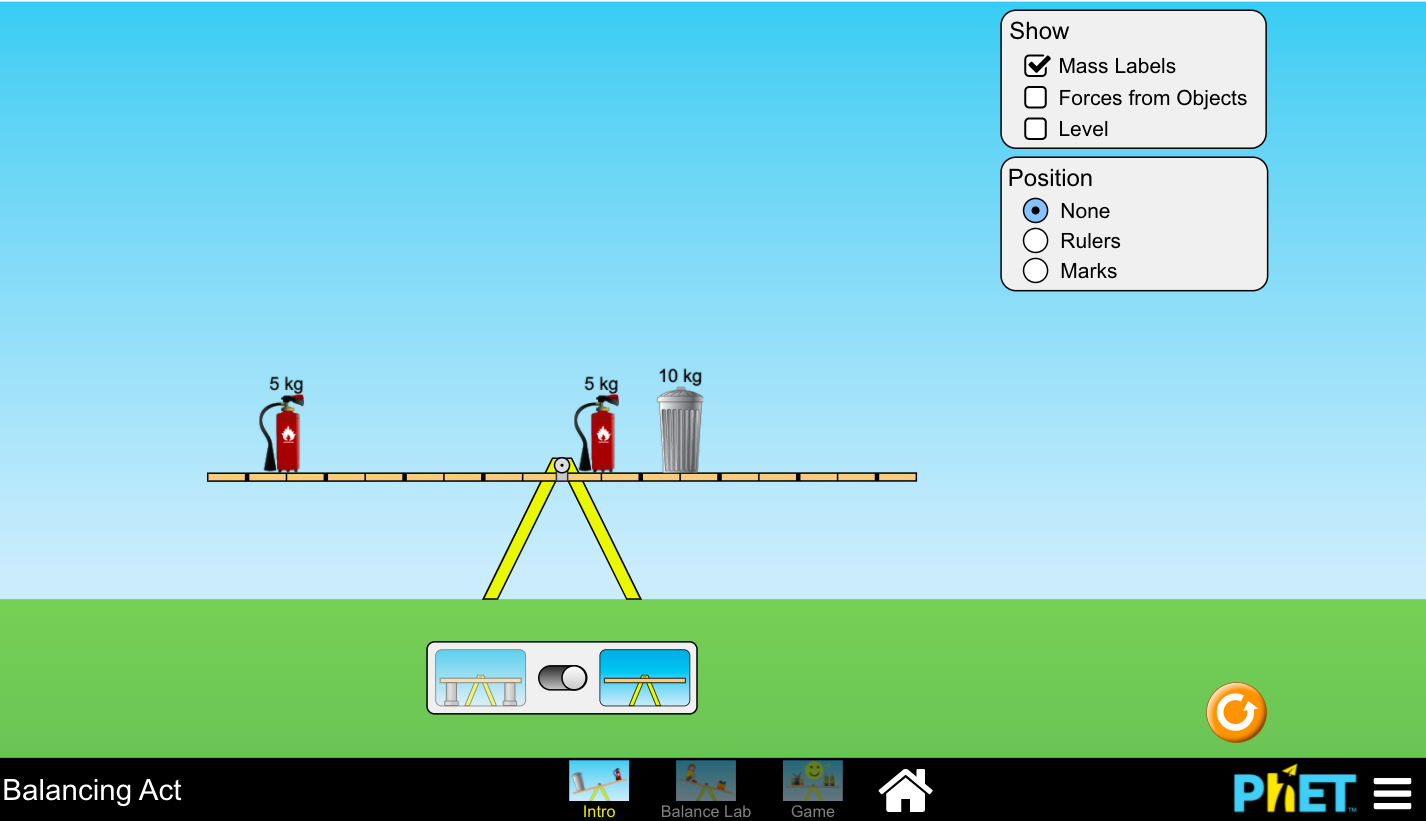 Show
Mass Labels
Forces from Objects
Level
Position
None
Rulers
Marks
5 kg
5 kg
10 kg
Balancing Act
Intro
Balance Lab
Game
PhET™